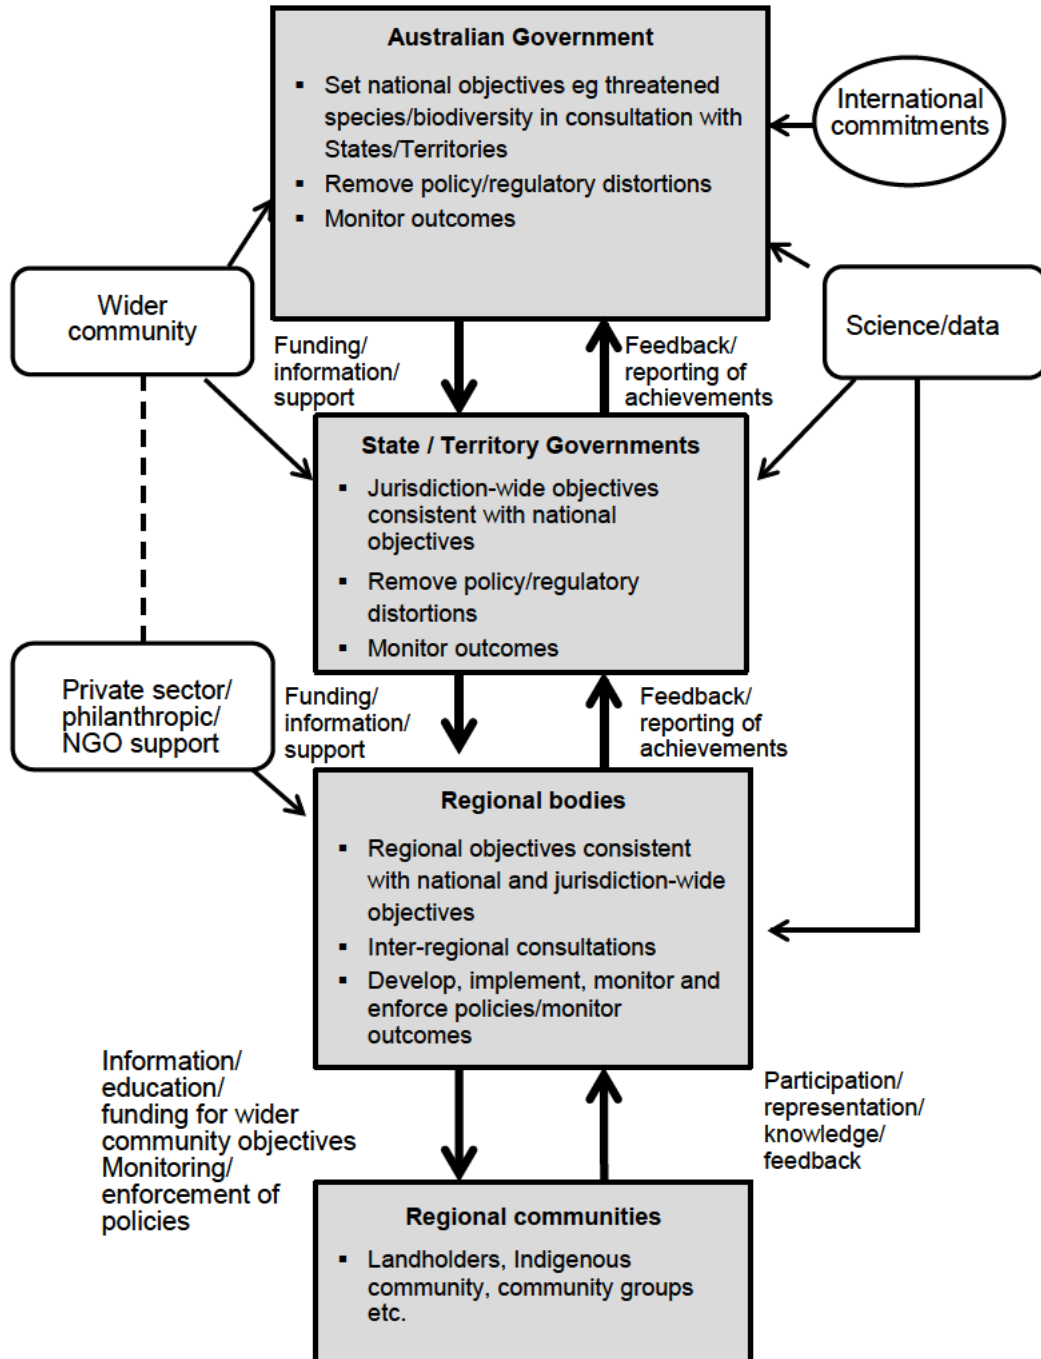 Australian Government
▪ Set national objectives eg threatened
species/biodiversity in consultation with
States/Territories
▪ Remove policy/regulatory distortions
▪ Monitor outcomes
International
commitments
Wider
community
Science/data
Funding/
information/
support
Feedback/
reporting of
achievements
State / Territory Governments
▪ Jurisdiction-wide objectives
consistent with national
objectives
▪ Remove policy/regulatory
distortions
▪ Monitor outcomes
Private sector/
philanthropic/
NGO support
Funding/
information/
support
Feedback/
reporting of
achievements
Regional bodies
▪ Regional objectives consistent
with national and jurisdiction-wide
objectives
▪ Inter-regional consultations
▪ Develop, implement, monitor and
enforce policies/monitor
outcomes
Information/
education/
funding for wider
community objectives
Monitoring/
enforcement of
policies
Participation/
representation/
knowledge/
feedback
Regional communities
▪ Landholders, Indigenous
community, community groups
etc.